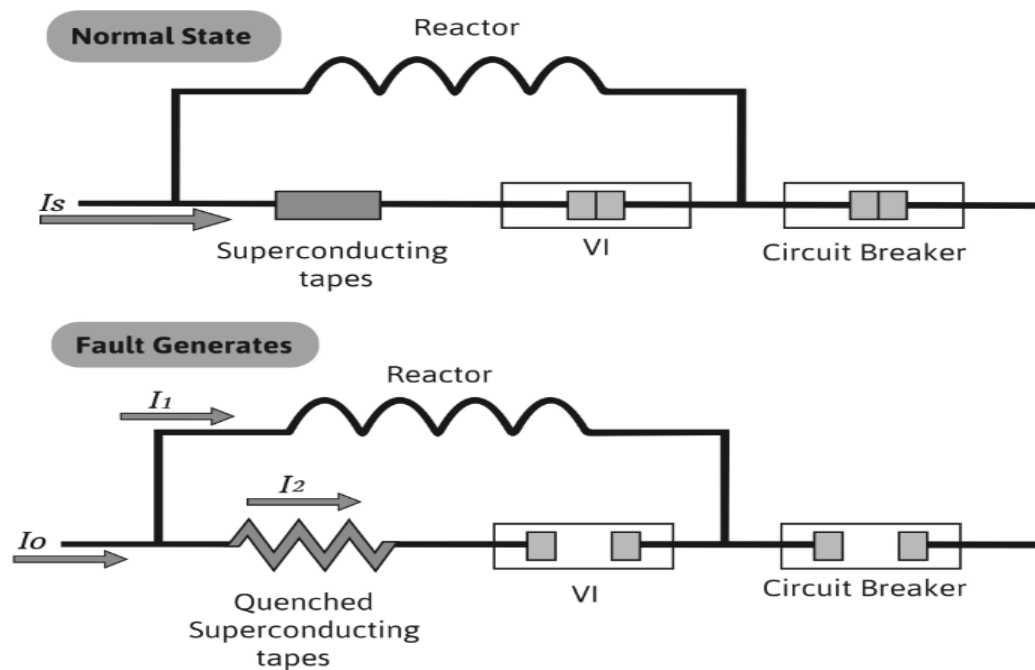 Normal State
Reactor
Is
Superconducting
tapes
VI
Circuit Breaker
Fault Generates
Reactor
I1
I2
Io
Quenched
Superconducting
tapes
VI
Circuit Breaker